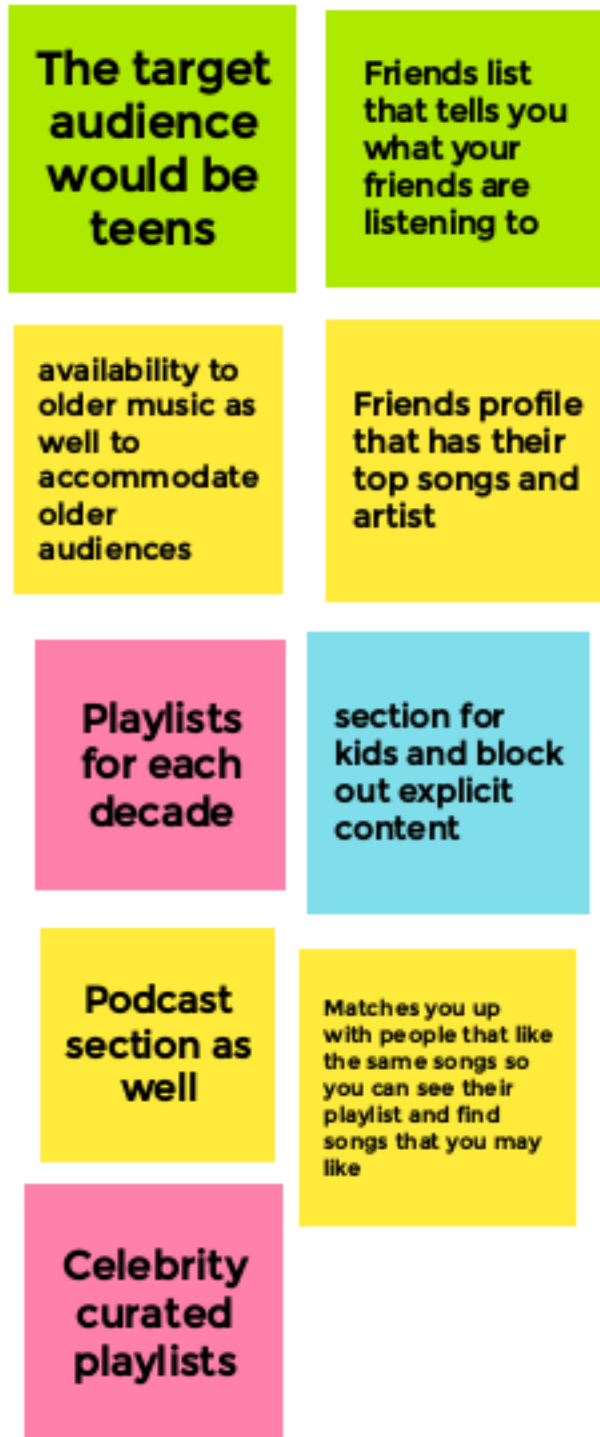 The target
audience
would be
teens
Friends list
that tells you
what your
friends are
listening to
availability to
older music as
well to
accommodate
older
audiences
Friends profile
that has their
top songs and
artist
Playlists
for each
decade
section for
kids and block
out explicit
content
Podcast
section as
well
Matches you up
with people that like
the same songs so
you can see their
playlist and find
songs that you may
like
Celebrity
curated
playlists